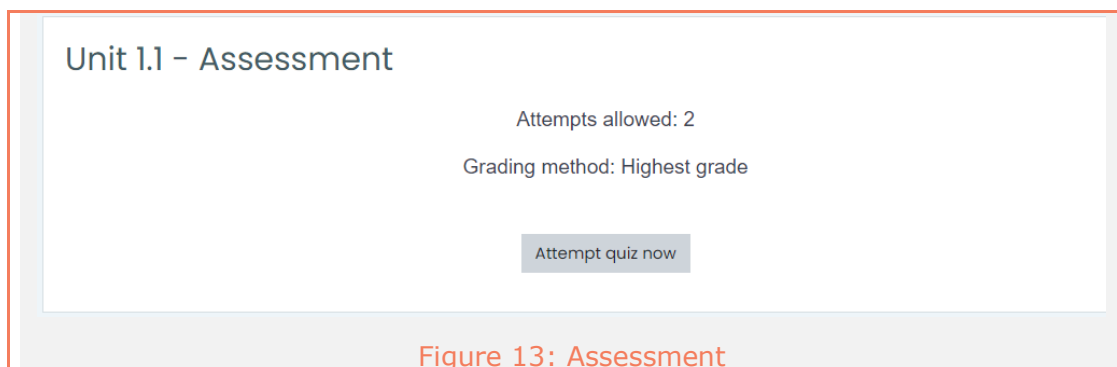 Unit 1.1 - Assessment
Attempts allowed: 2
Grading method: Highest grade
Attempt quiz now
Figure 13: Assessment